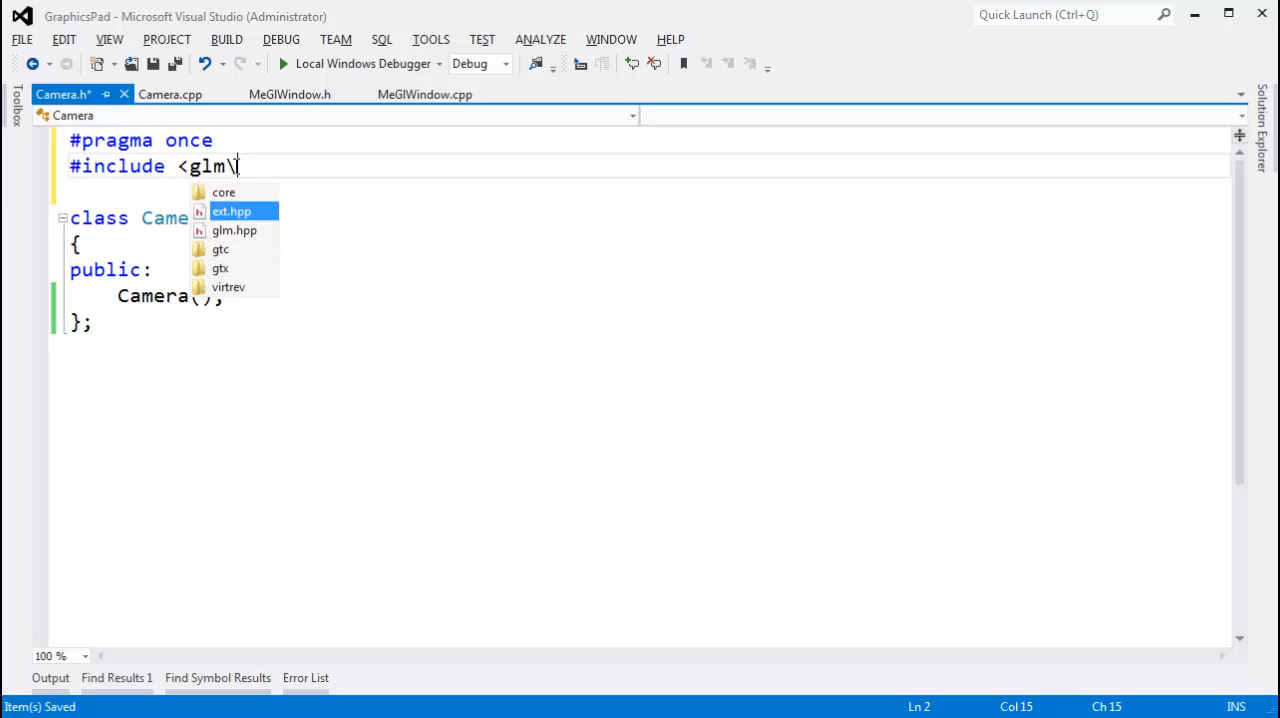 GraphicsPad - Microsoft Visual Studio (Administrator)
Quick Launch (Ctrl+Q)
FILE EDIT VIEW PROJECT BUILD DEBUG TEAM SQL TOOLS TEST ANALYZE WINDOW HELP
Local Windows Debugger Debug
Camera.h* Camera.cpp MeGlWindow.h MeGlWindow.cpp
Toolbox
Solution Explorer
Camera
#pragma once
#include <glm\
core
ext.hpp
glm.hpp
gtc
gtx
virtrev
class Came
{
public:
Camera();
};
100 %
Output Find Results 1 Find Symbol Results Error List
Item(s) Saved Ln 2 Col 15 Ch 15 INS